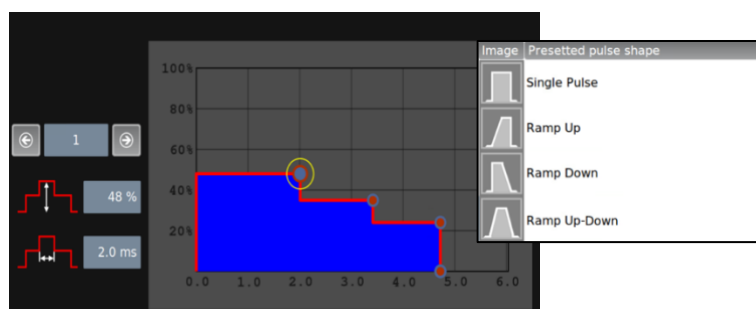 Image Presetted pulse shape
Single Pulse
Ramp Up
Ramp Down
Ramp Up-Down
100%
80%
60%
40%
20%
0.0 1.0 2.0 3.0 4.0 5.0 6.0
1
48 %
2.0 ms